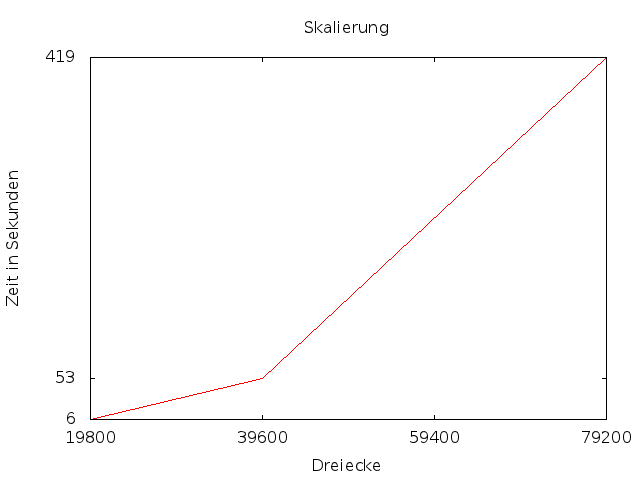 Skalierung
419
Zeit in Sekunden
53
6
19800 39600 59400 79200
Dreiecke